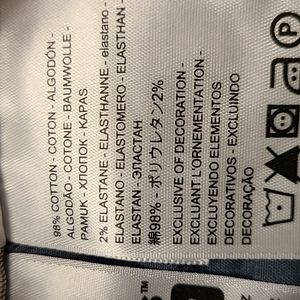 98% COTTON - COTON - ALGODÓN -
ALGODÃO - COTONE - BAUMWOLLE -
PAMUK - ХЛОПОК - KAPAS
2% ELASTANE - ELASTHANNE - elastano -
ELASTANO - ELASTOMERO - ELASTHAN -
ELASTAN - ЭЛАСТАН
綿98% - ポリウレタン2%
EXCLUSIVE OF DECORATION -
EXCLUANT L'ORNEMENTATION -
EXCLUYENDO ELEMENTOS
DECORATIVOS - EXCLUINDO
DECORAÇÃO